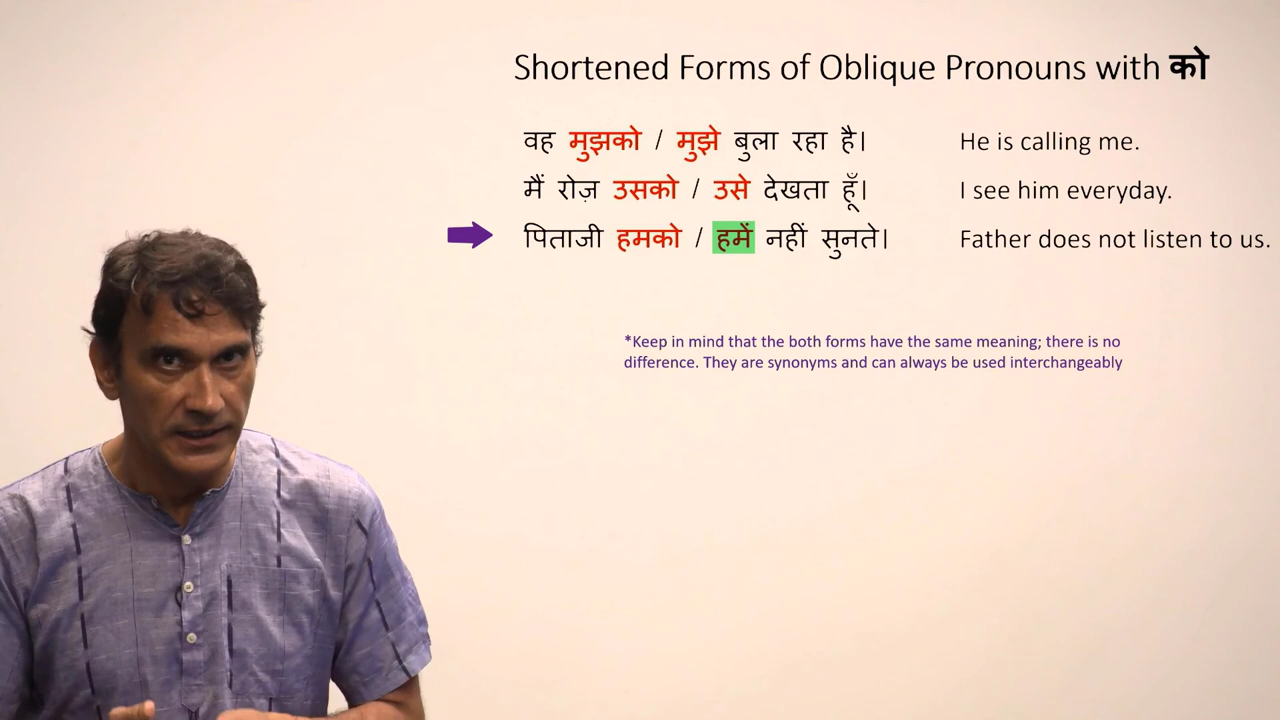 Shortened Forms of Oblique Pronouns with को
वह मुझको / मुझे बुला रहा है। He is calling me.
मैं रोज़ उसको / उसे देखता हूँ। I see him everyday.
पिताजी हमको / हमें नहीं सुनते। Father does not listen to us.
*Keep in mind that the both forms have the same meaning; there is no
difference. They are synonyms and can always be used interchangeably